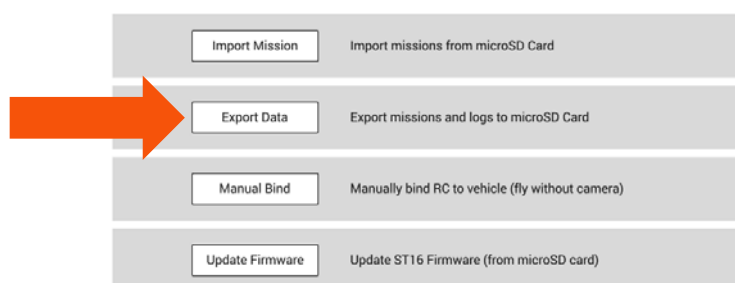 Import Mission Import missions from microSD Card
Export Data Export missions and logs to microSD Card
Manual Bind Manually bind RC to vehicle (fly without camera)
Update Firmware Update ST16 Firmware (from microSD card)